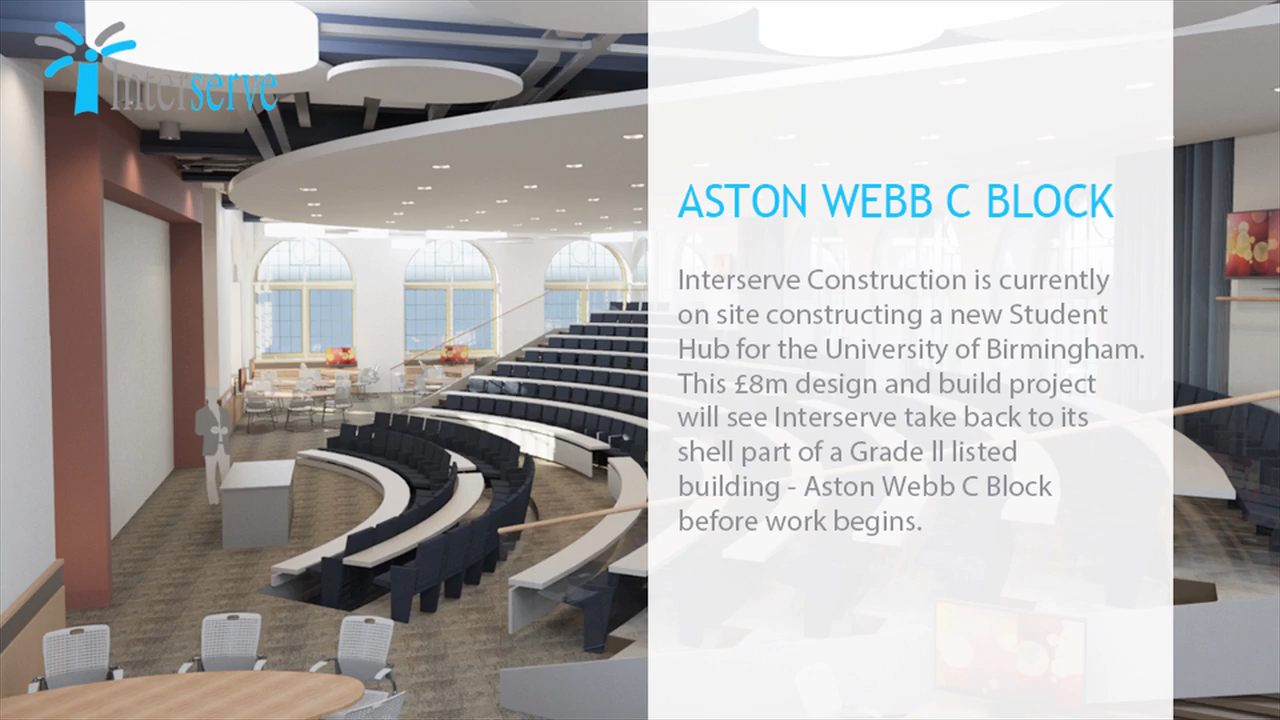 Interserve
ASTON WEBB C BLOCK
Interserve Construction is currently
on site constructing a new Student
Hub for the University of Birmingham.
This £8m design and build project
will see Interserve take back to its
shell part of a Grade ll listed
building - Aston Webb C Block
before work begins.